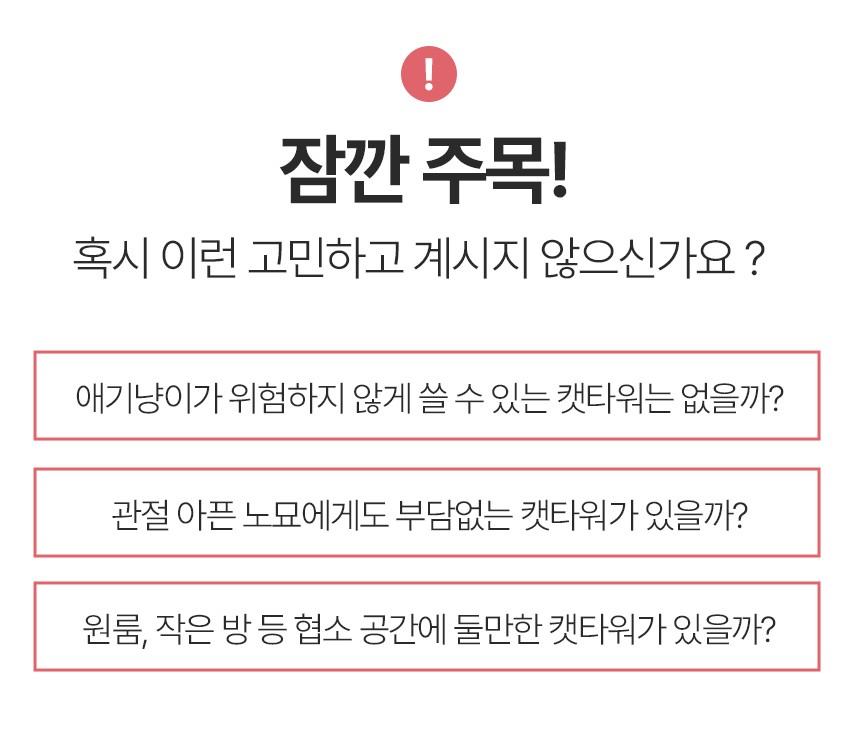 !
잠깐 주목!
혹시 이런 고민하고 계시지 않으신가요 ?
애기냥이가 위험하지 않게 쓸 수 있는 캣타워는 없을까?
관절 아픈 노묘에게도 부담없는 캣타워가 있을까?
원룸, 작은 방 등 협소 공간에 둘만한 캣타워가 있을까?